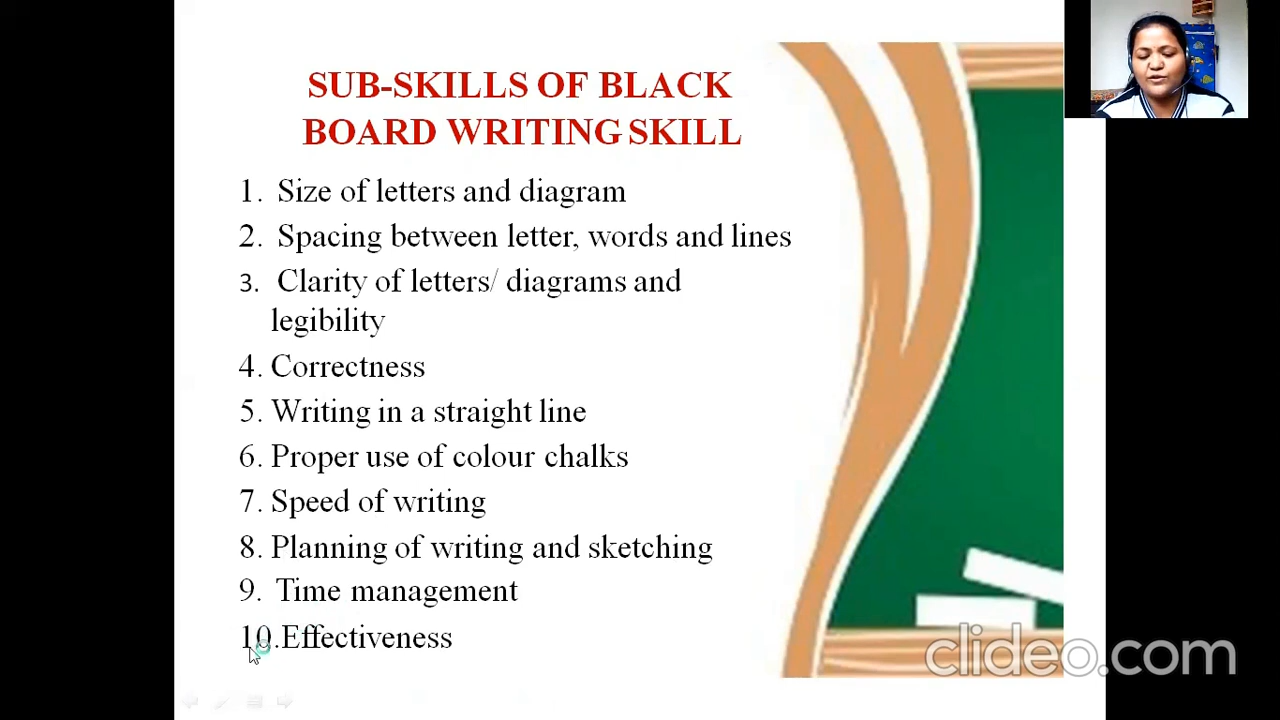 SUB-SKILLS OF BLACK
BOARD WRITING SKILL
1. Size of letters and diagram
2. Spacing between letter, words and lines
3. Clarity of letters/ diagrams and
legibility
4. Correctness
5. Writing in a straight line
6. Proper use of colour chalks
7. Speed of writing
8. Planning of writing and sketching
9. Time management
10.Effectiveness
clideo.com